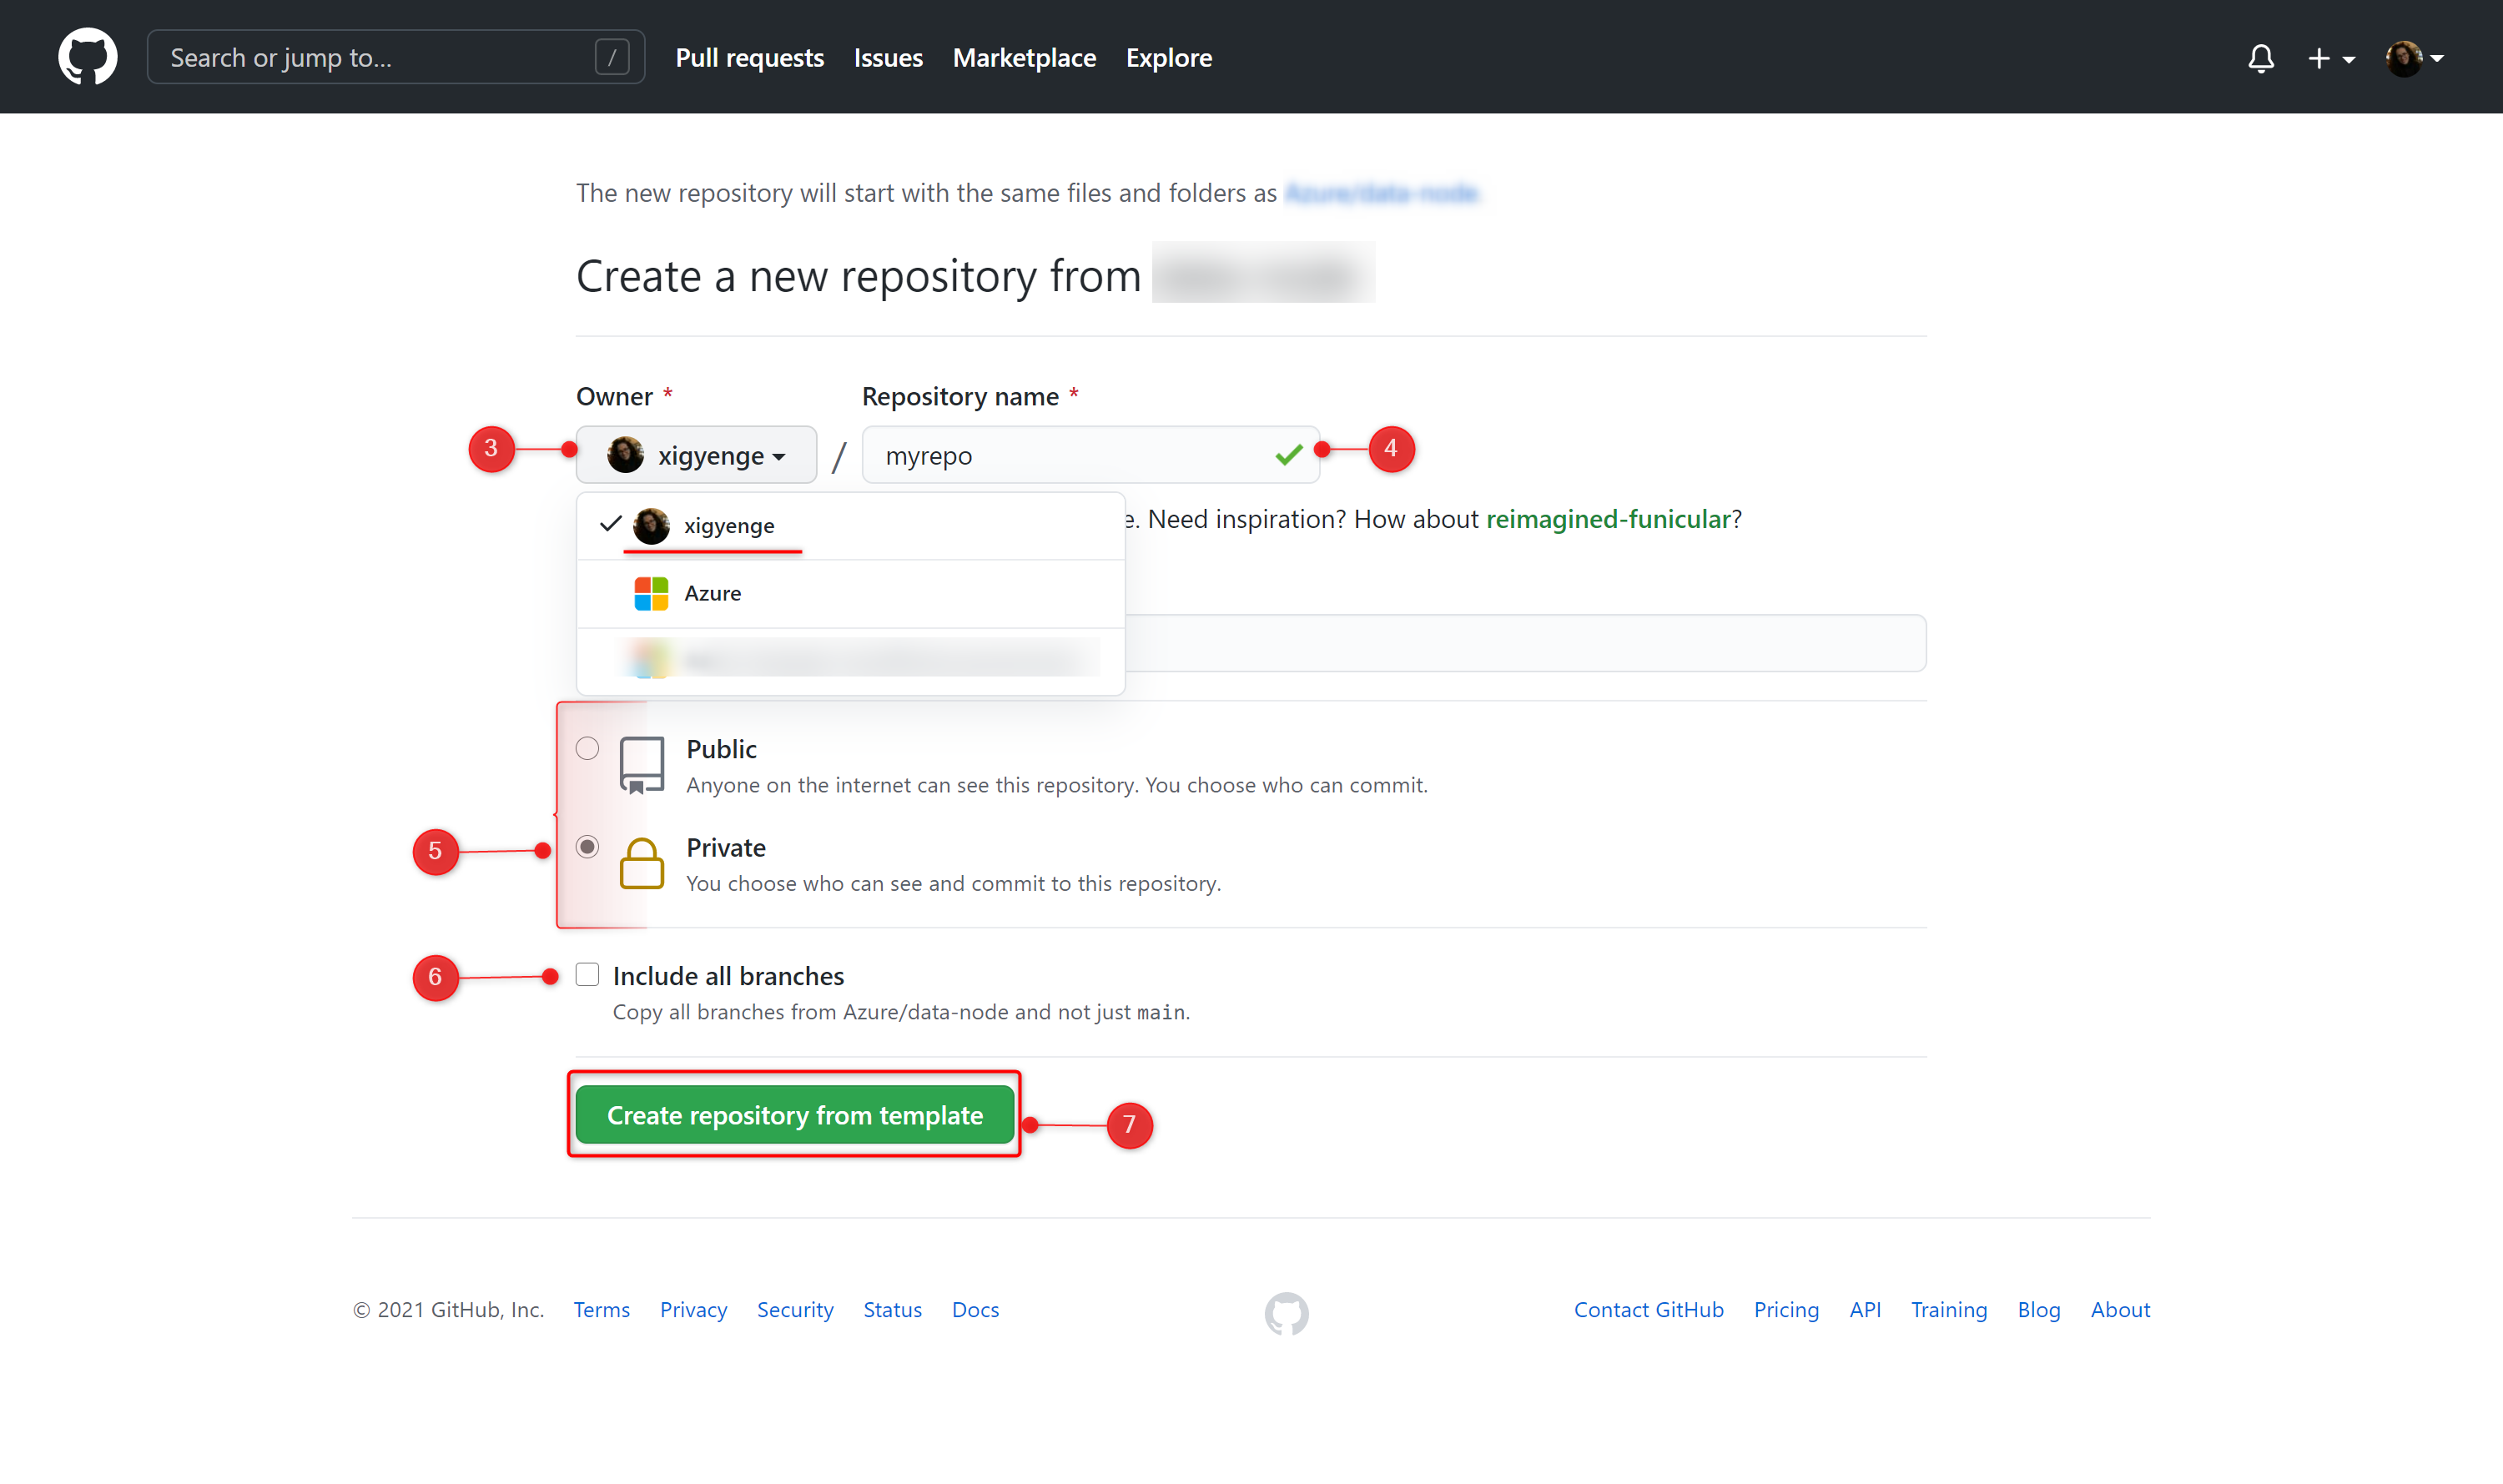 Search or jump to... /
Pull requests Issues Marketplace Explore
The new repository will start with the same files and folders as Azure/data-node.
Create a new repository from
Owner * Repository name *
3 xigyenge / myrepo 4
xigyenge
e. Need inspiration? How about reimagined-funicular?
Azure
Public
Anyone on the internet can see this repository. You choose who can commit.
5
Private
You choose who can see and commit to this repository.
6 Include all branches
Copy all branches from Azure/data-node and not just main.
Create repository from template 7
© 2021 GitHub, Inc. Terms Privacy Security Status Docs Contact GitHub Pricing API Training Blog About